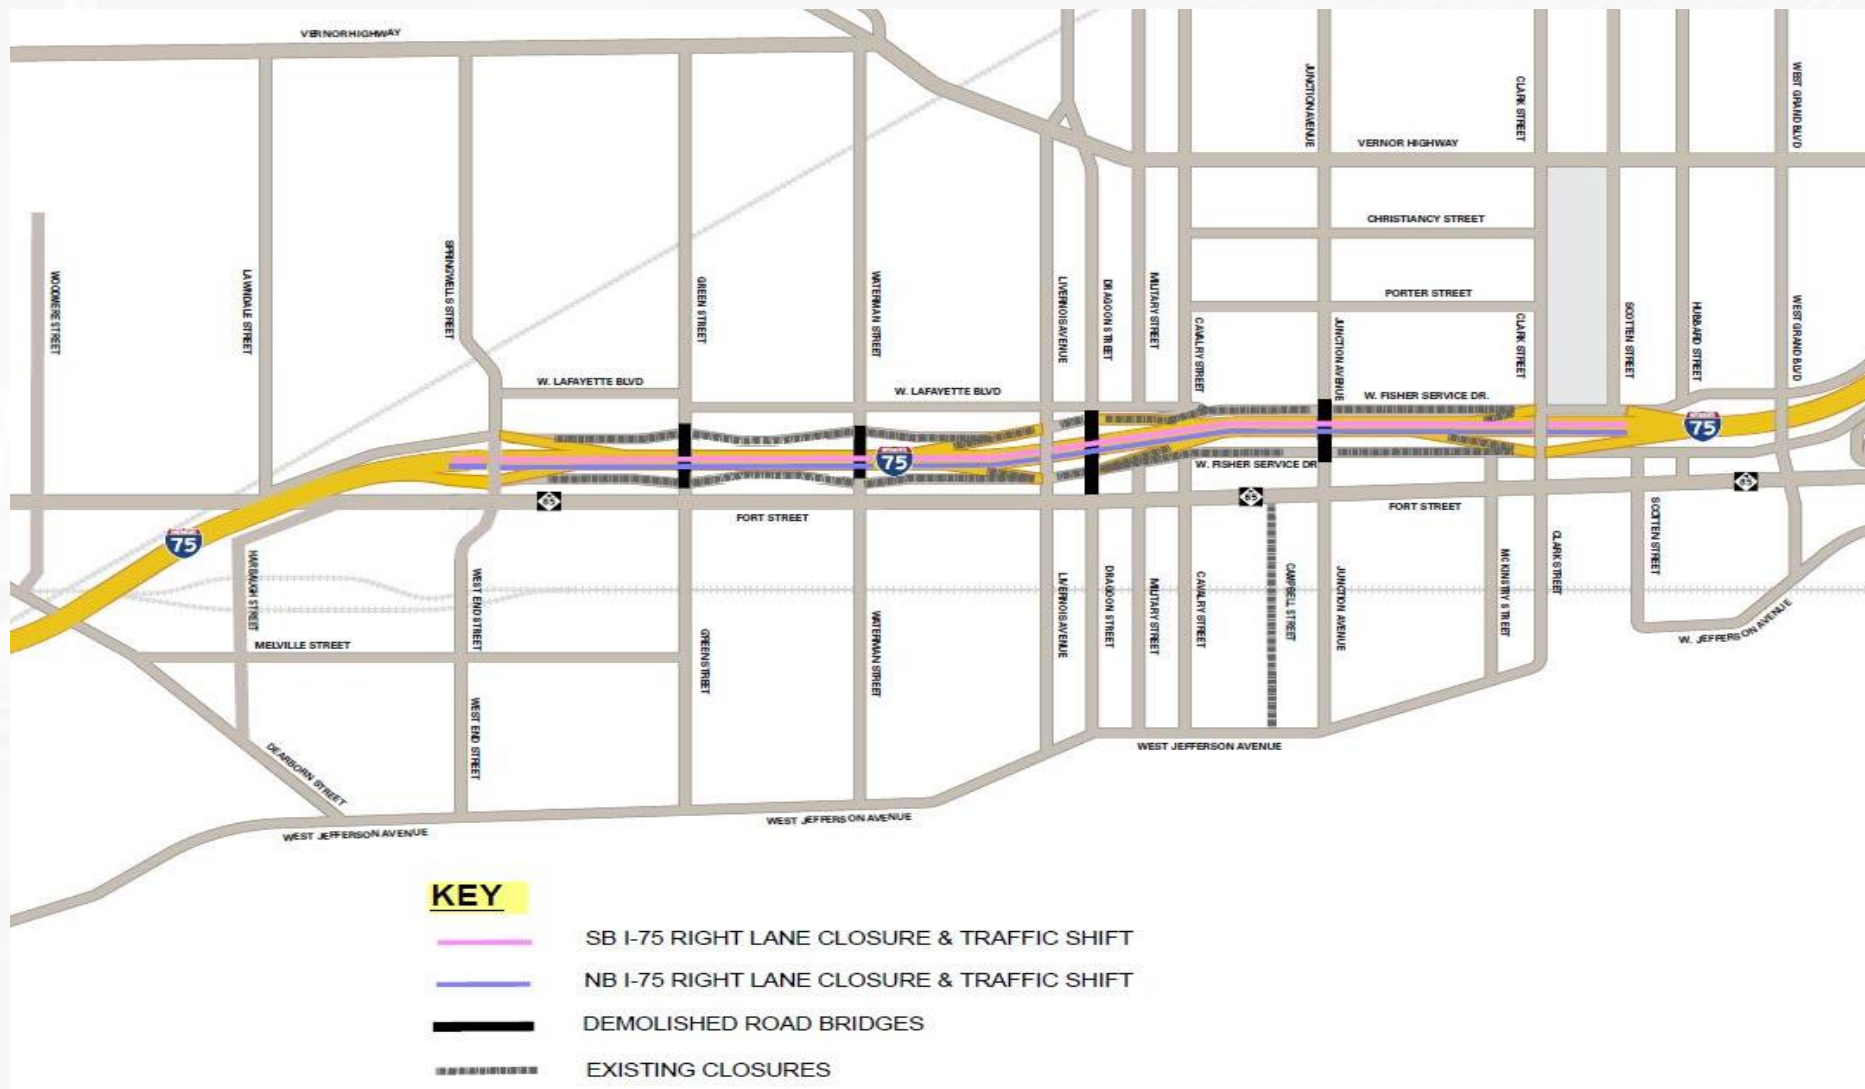 VERNOR HIGHWAY
JUNCTION AVENUE
CLARK STREET
WEST GRAND BLVD
VERNOR HIGHWAY
CHRISTIANCY STREET
WOODMERE STREET
LAWNDALE STREET
SPRINGWELLS STREET
GREEN STREET
WATERMAN STREET
LIVERNOIS AVENUE
DRAGOON STREET
MILITARY STREET
CAVALRY STREET
PORTER STREET
JUNCTION AVENUE
CLARK STREET
SCOTTEN STREET
HUBBARD STREET
WEST GRAND BLVD
W. LAFAYETTE BLVD
W. LAFAYETTE BLVD
W. FISHER SERVICE DR.
75
75
W. FISHER SERVICE DR
85
85
85
FORT STREET
FORT STREET
75
HARBAUGH STREET
WEST END STREET
LIVERNOIS AVENUE
DRAGOON STREET
MILITARY STREET
CAVALRY STREET
CAMPBELL STREET
JUNCTION AVENUE
MCKINSTRY STREET
CLARK STREET
SCOTTEN STREET
W. JEFFERSON AVENUE
MELVILLE STREET
GREEN STREET
WATERMAN STREET
WEST END STREET
DEARBORN STREET
WEST JEFFERSON AVENUE
WEST JEFFERSON AVENUE
WEST JEFFERSON AVENUE
KEY
SB I-75 RIGHT LANE CLOSURE & TRAFFIC SHIFT
NB I-75 RIGHT LANE CLOSURE & TRAFFIC SHIFT
DEMOLISHED ROAD BRIDGES
EXISTING CLOSURES